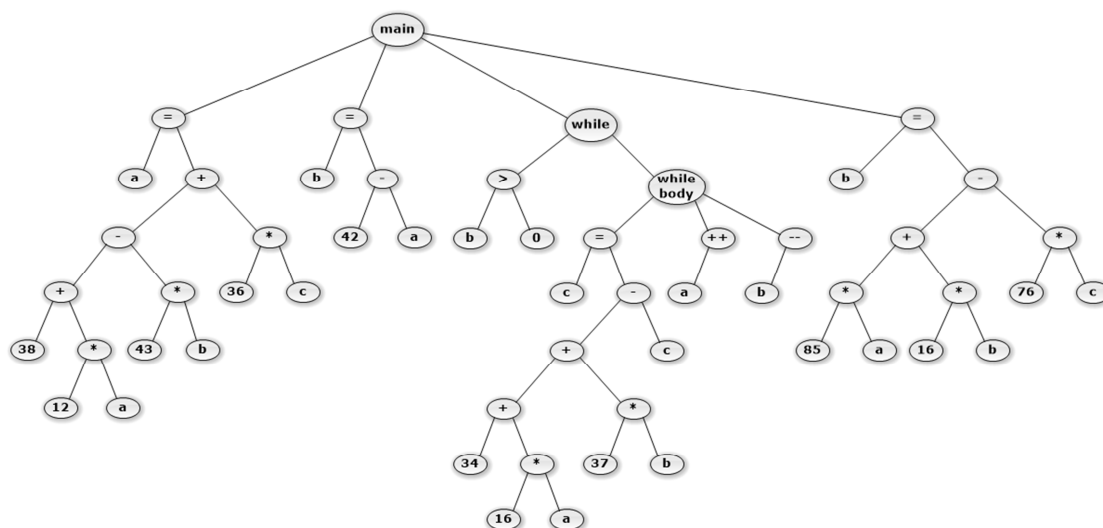 main
= = while =
a + b - > while body b -
- * 42 a b 0 = ++ -- + *
+ * 36 c c - a b * * 76 c
38 * 43 b + c 85 a 16 b
12 a + *
34 * 37 b
16 a